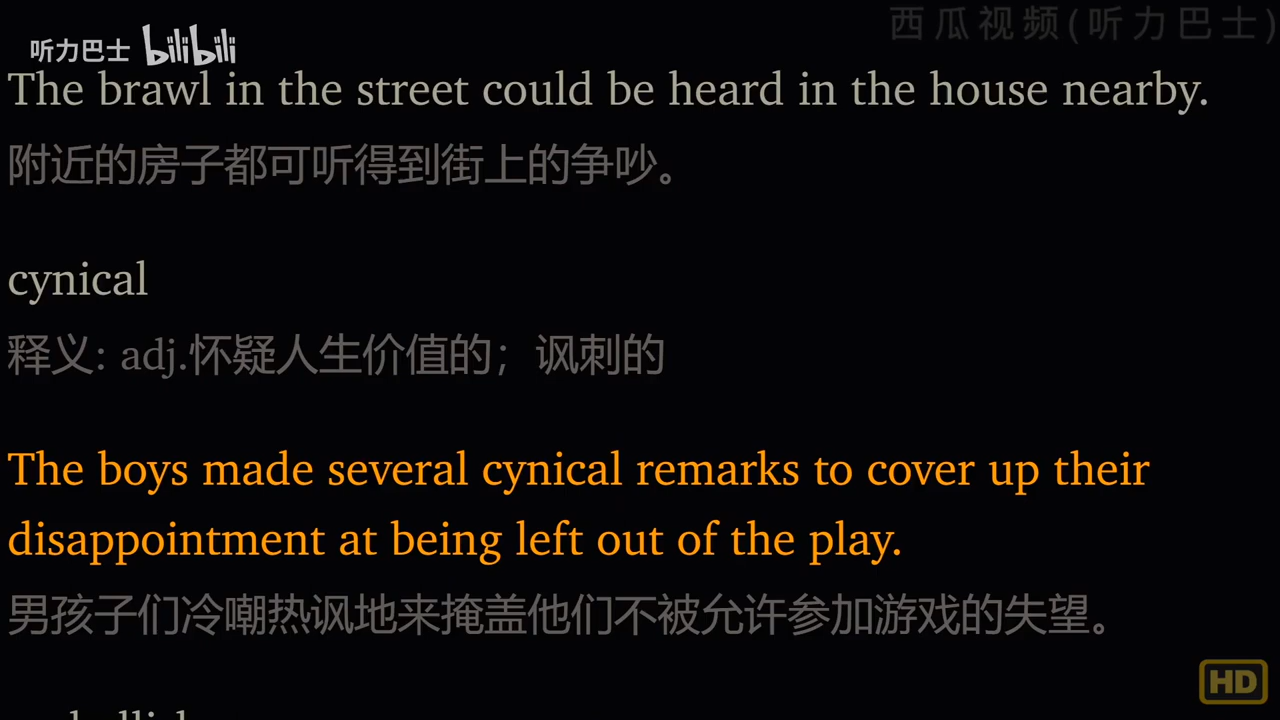 西瓜视频(听力巴士)
听力巴士 bilibili
The brawl in the street could be heard in the house nearby.
附近的房子都可听得到街上的争吵。
cynical
释义: adj.怀疑人生价值的；讽刺的
The boys made several cynical remarks to cover up their
disappointment at being left out of the play.
男孩子们冷嘲热讽地来掩盖他们不被允许参加游戏的失望。
HD